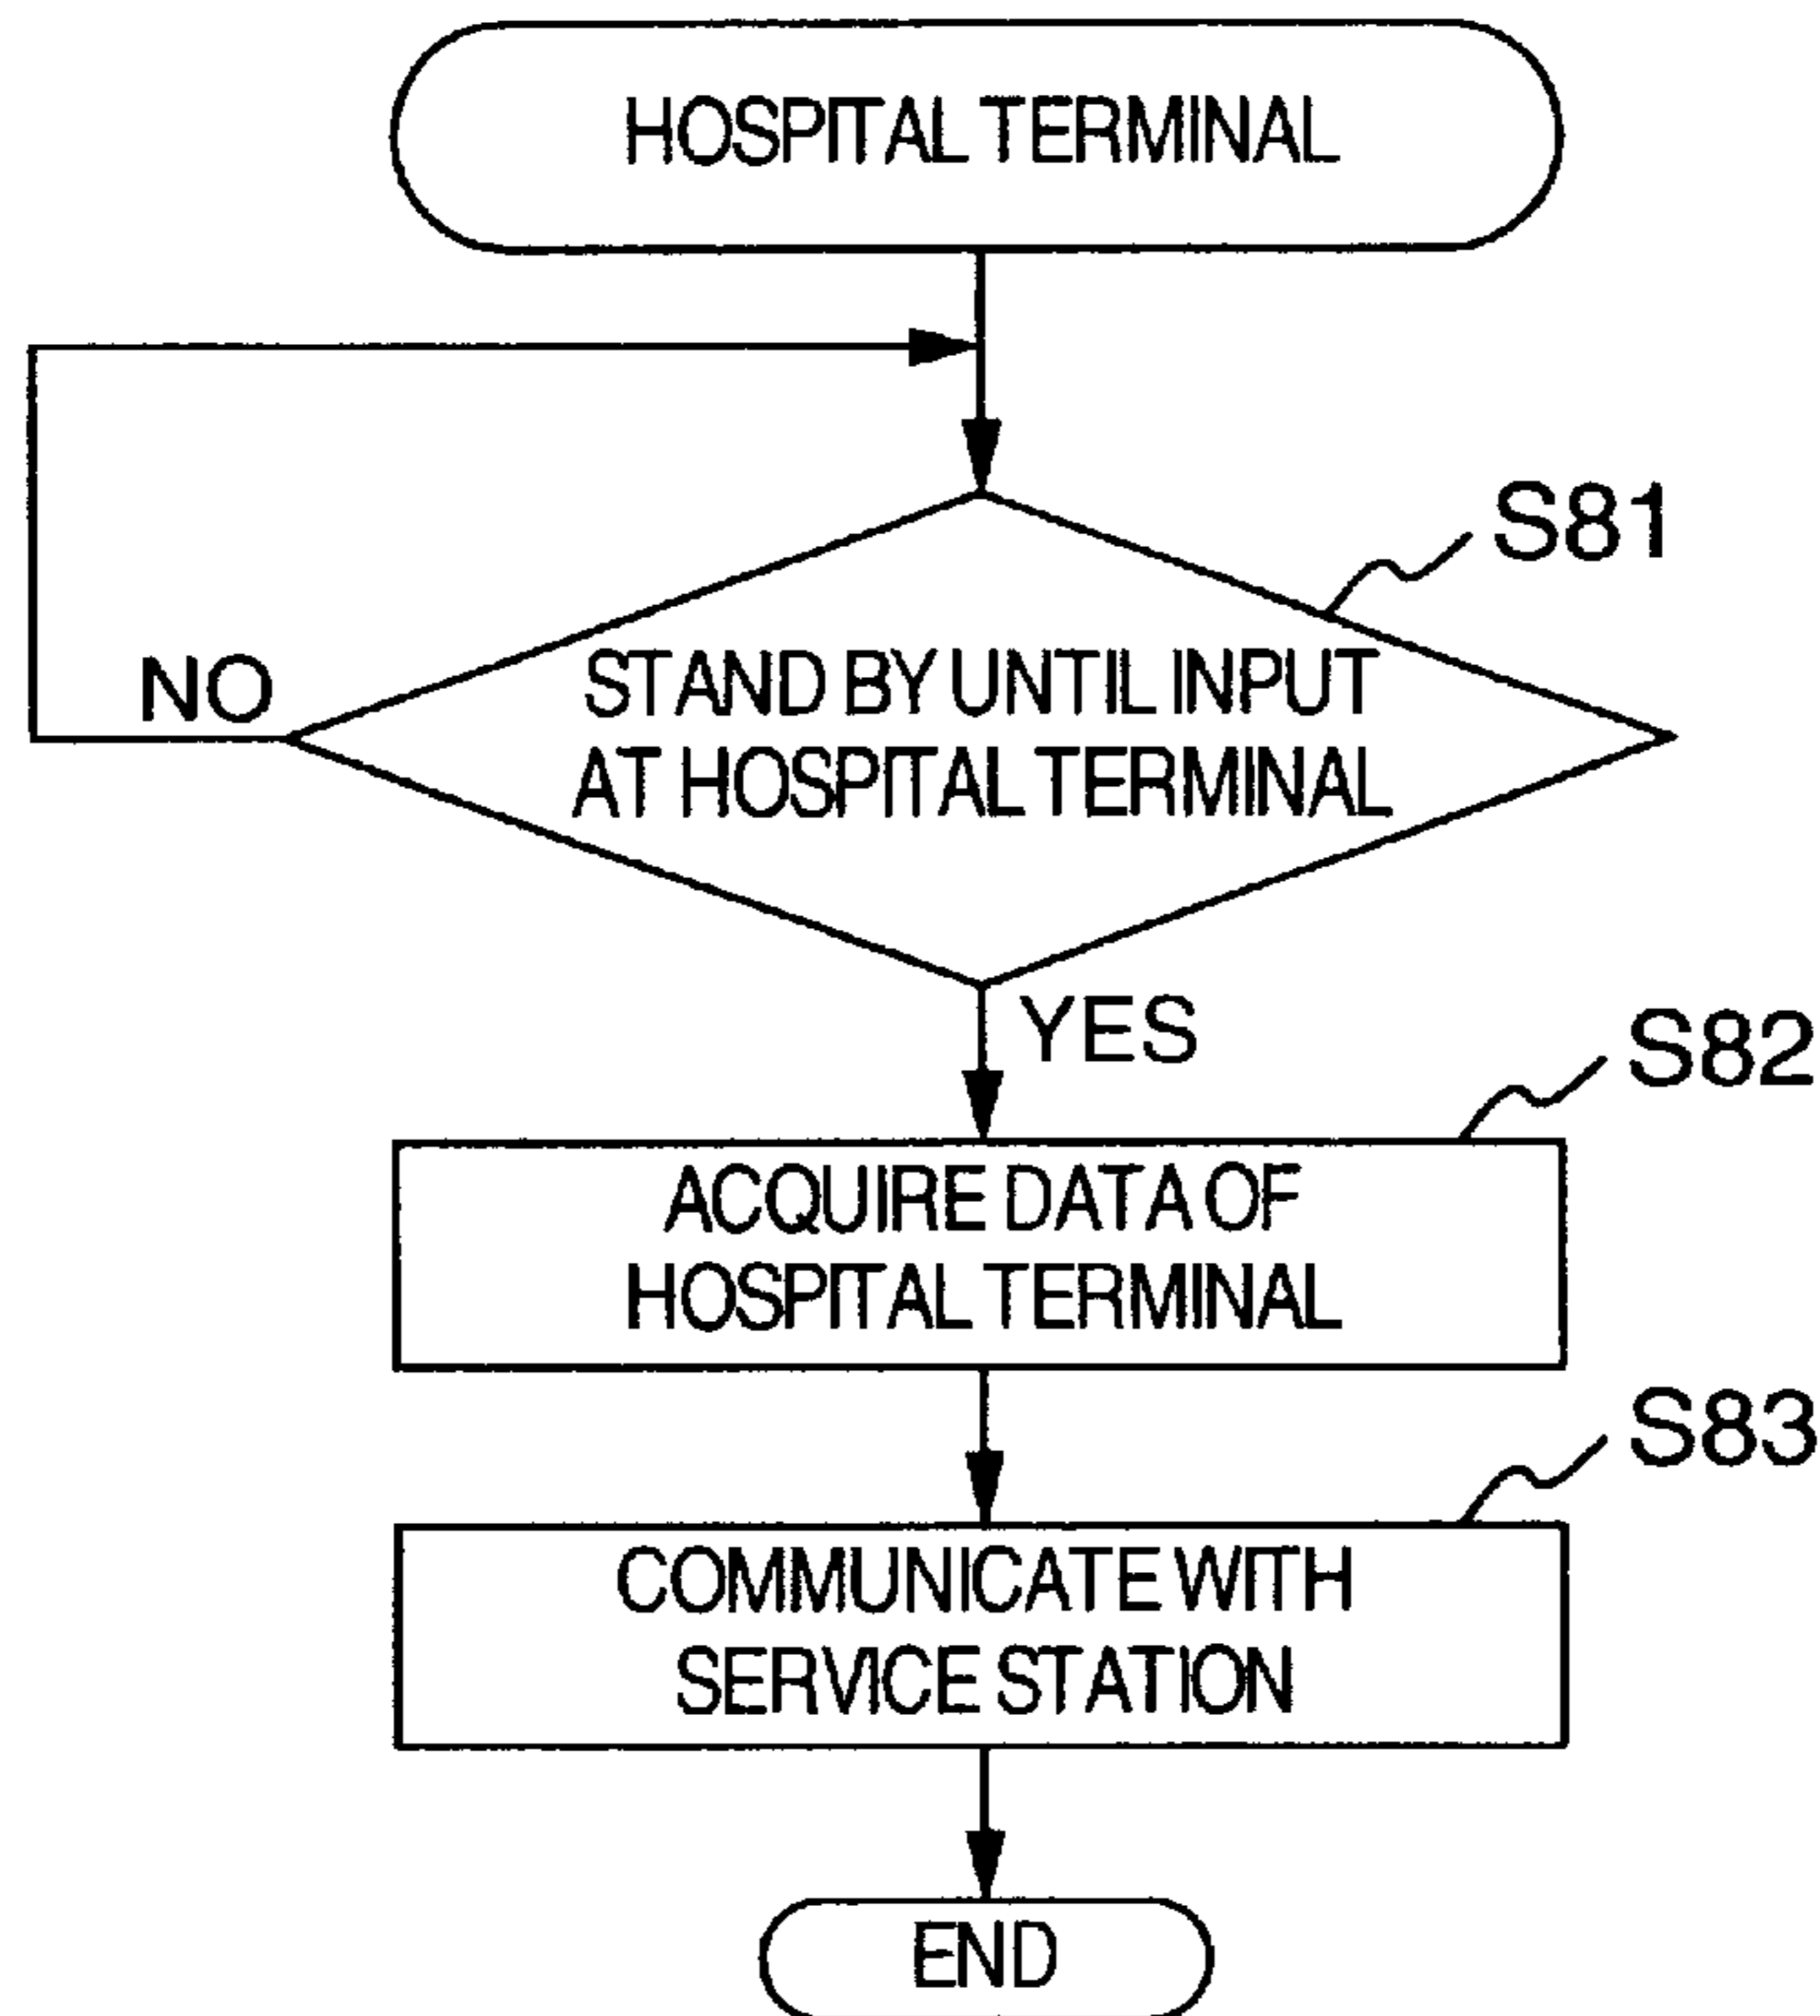 HOSPITAL TERMINAL
S81
STAND BY UNTIL INPUT
AT HOSPITAL TERMINAL
NO
YES
S82
ACQUIRE DATA OF
HOSPITAL TERMINAL
S83
COMMUNICATE WITH
SERVICE STATION
END